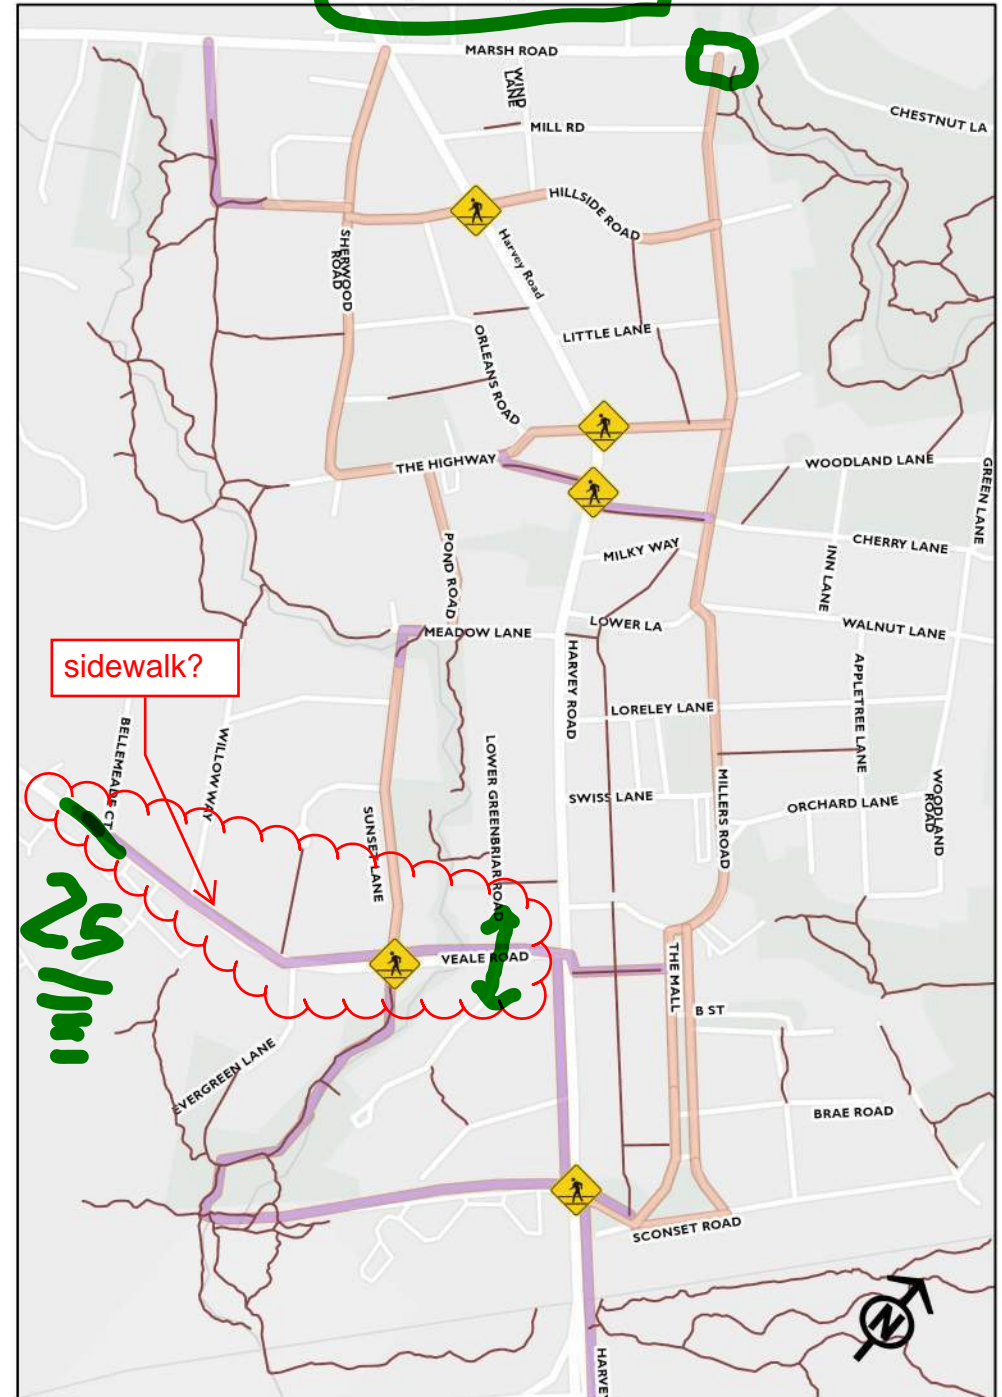 MARSH ROAD
WIND
LANE
CHESTNUT LA
MILL RD
HILLSIDE ROAD
SHERWOOD
ROAD
Harvey Road
ORLEANS ROAD
LITTLE LANE
THE HIGHWAY
WOODLAND LANE
GREEN LANE
POND ROAD
MILKY WAY
INN LANE
CHERRY LANE
MEADOW LANE
LOWER LA
WALNUT LANE
sidewalk?
HARVEY ROAD
APPLETREE LANE
LORELEY LANE
BELLEMEADE CT
WILLOW WAY
LOWER GREENBRIAR ROAD
SUNSET LANE
SWISS LANE
MILLERS ROAD
ORCHARD LANE
WOODLAND
ROAD
VEALE ROAD
THE MALL
B ST
EVERGREEN LANE
BRAE ROAD
SCONSET ROAD
N
HARVE